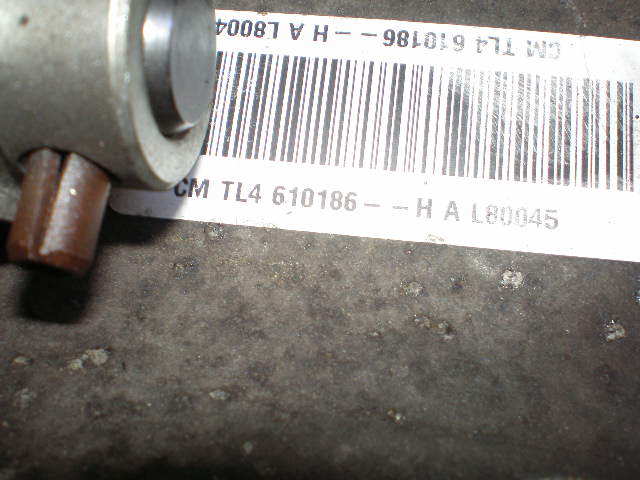 CM TL4 610186 - - H A L8004
CM TL4 610186 - - H A L80045